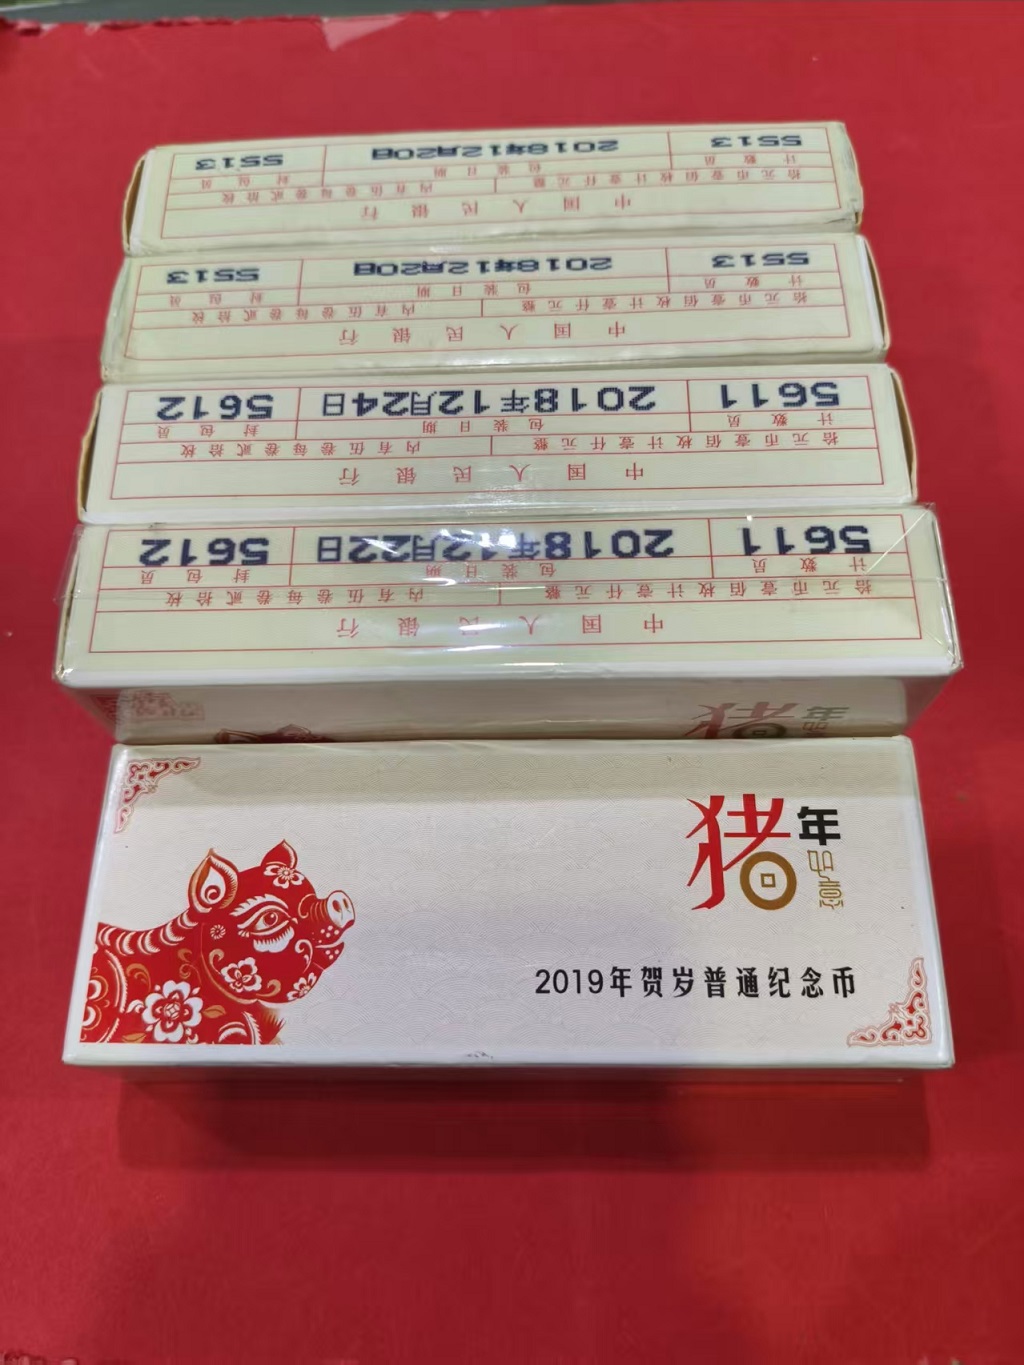 中国人民银行
拾元币壹佰枚计壹仟元整 内有伍卷每卷贰拾枚
计数员 包装日期 封包员
5513 2018年12月20日 5513
中国人民银行
拾元币壹佰枚计壹仟元整 内有伍卷每卷贰拾枚
计数员 包装日期 封包员
5513 2018年12月20日 5513
中国人民银行
拾元币壹佰枚计壹仟元整 内有伍卷每卷贰拾枚
计数员 包装日期 封包员
5611 2018年12月24日 5612
中国人民银行
拾元币壹佰枚计壹仟元整 内有伍卷每卷贰拾枚
计数员 包装日期 封包员
5611 2018年12月22日 5612
猪年
猪年
2019年贺岁普通纪念币